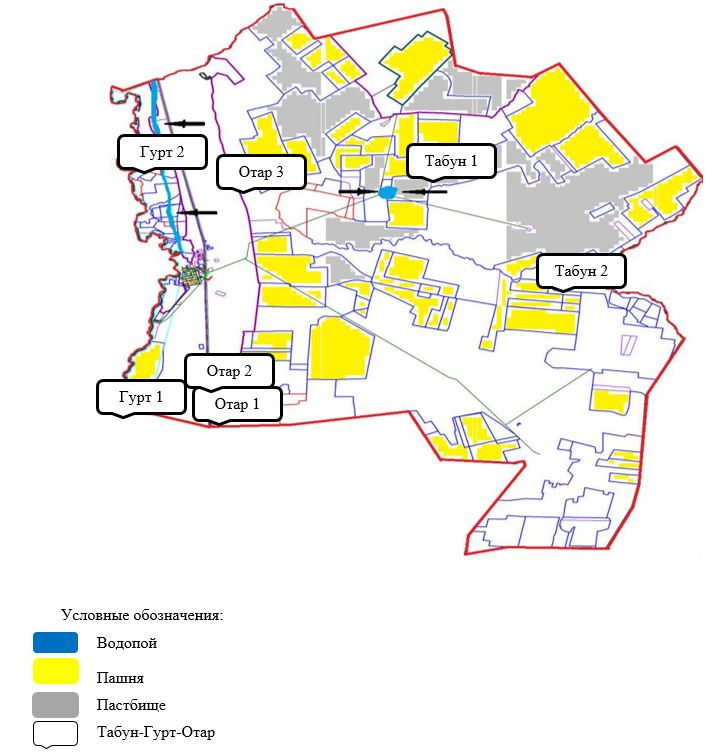 Гурт 2
Отар 3
Табун 1
Табун 2
Отар 2
Гурт 1
Отар 1
Условные обозначения:
Водопой
Пашня
Пастбище
Табун-Гурт-Отар